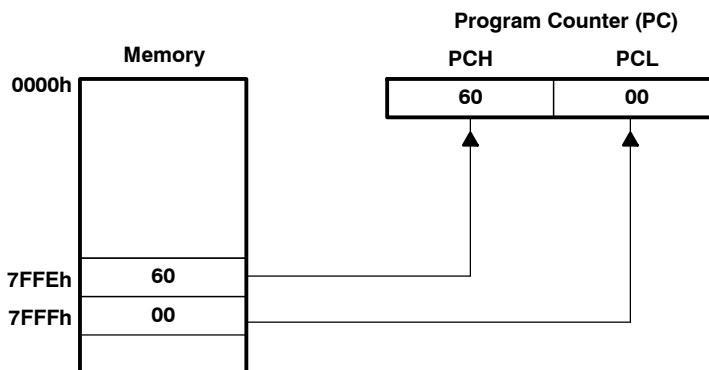 Program Counter (PC)
Memory
PCH PCL
0000h
60 00
7FFEh 60
7FFFh 00